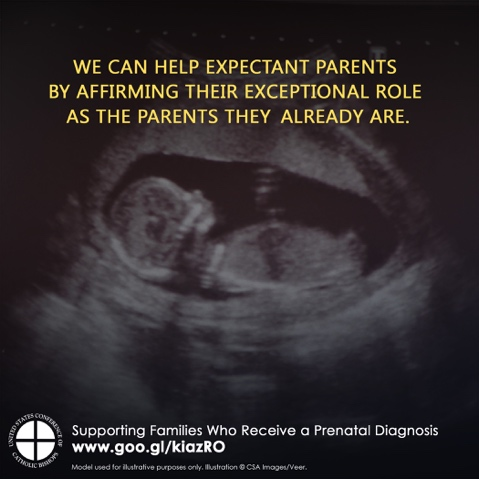 WE CAN HELP EXPECTANT PARENTS
BY AFFIRMING THEIR EXCEPTIONAL ROLE
AS THE PARENTS THEY ALREADY ARE.
UNITED STATES CONFERENCE OF CATHOLIC BISHOPS
Supporting Families Who Receive a Prenatal Diagnosis
www.goo.gl/kiazRO
Model used for illustrative purposes only. Illustration © CSA Images/Veer.